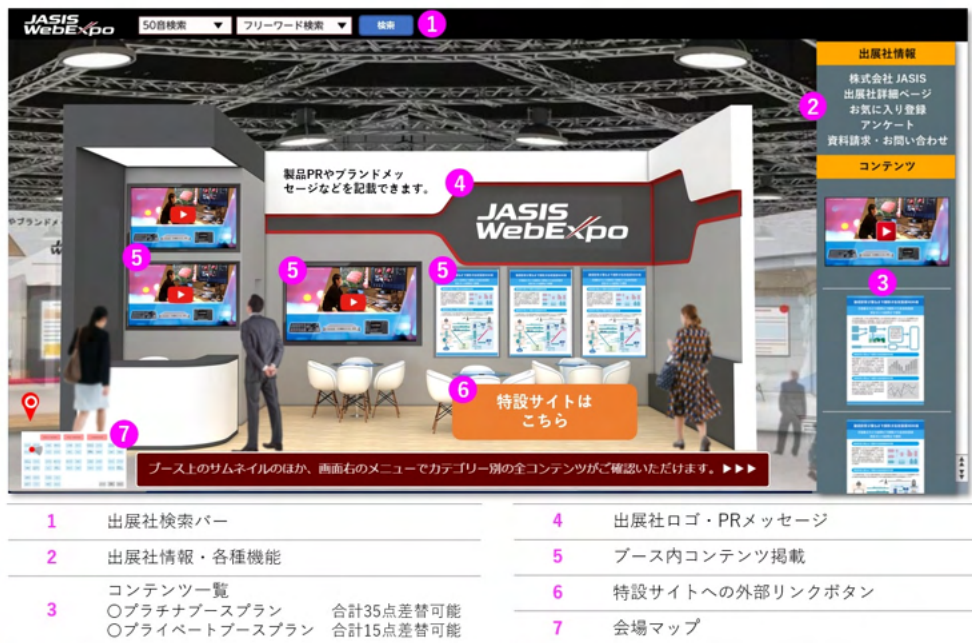 JASIS
WebExpo
50音検索 ▼
フリーワード検索 ▼
検索
1
出展社情報
株式会社 JASIS
出展社詳細ページ
お気に入り登録
アンケート
資料請求・お問い合わせ
2
コンテンツ
3
製品PRやブランドメッ
セージなどを記載できます。
4
JASIS
WebExpo
やブランドメ
5
5
5
6
特設サイトは
こちら
7
ブース上のサムネイルのほか、画面右のメニューでカテゴリー別の全コンテンツがご確認いただけます。▶▶▶
1 出展社検索バー
2 出展社情報・各種機能
3 コンテンツ一覧
〇プラチナブースプラン 合計35点差替可能
〇プライベートブースプラン 合計15点差替可能
4 出展社ロゴ・PRメッセージ
5 ブース内コンテンツ掲載
6 特設サイトへの外部リンクボタン
7 会場マップ